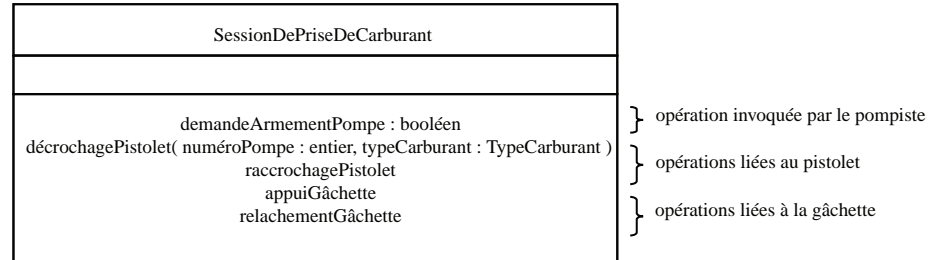 SessionDePriseDeCarburant
demandeArmementPompe : booléen
opération invoquée par le pompiste
décrochagePistolet( numéroPompe : entier, typeCarburant : TypeCarburant )
raccrochagePistolet
opérations liées au pistolet
appuiGâchette
relachementGâchette
opérations liées à la gâchette